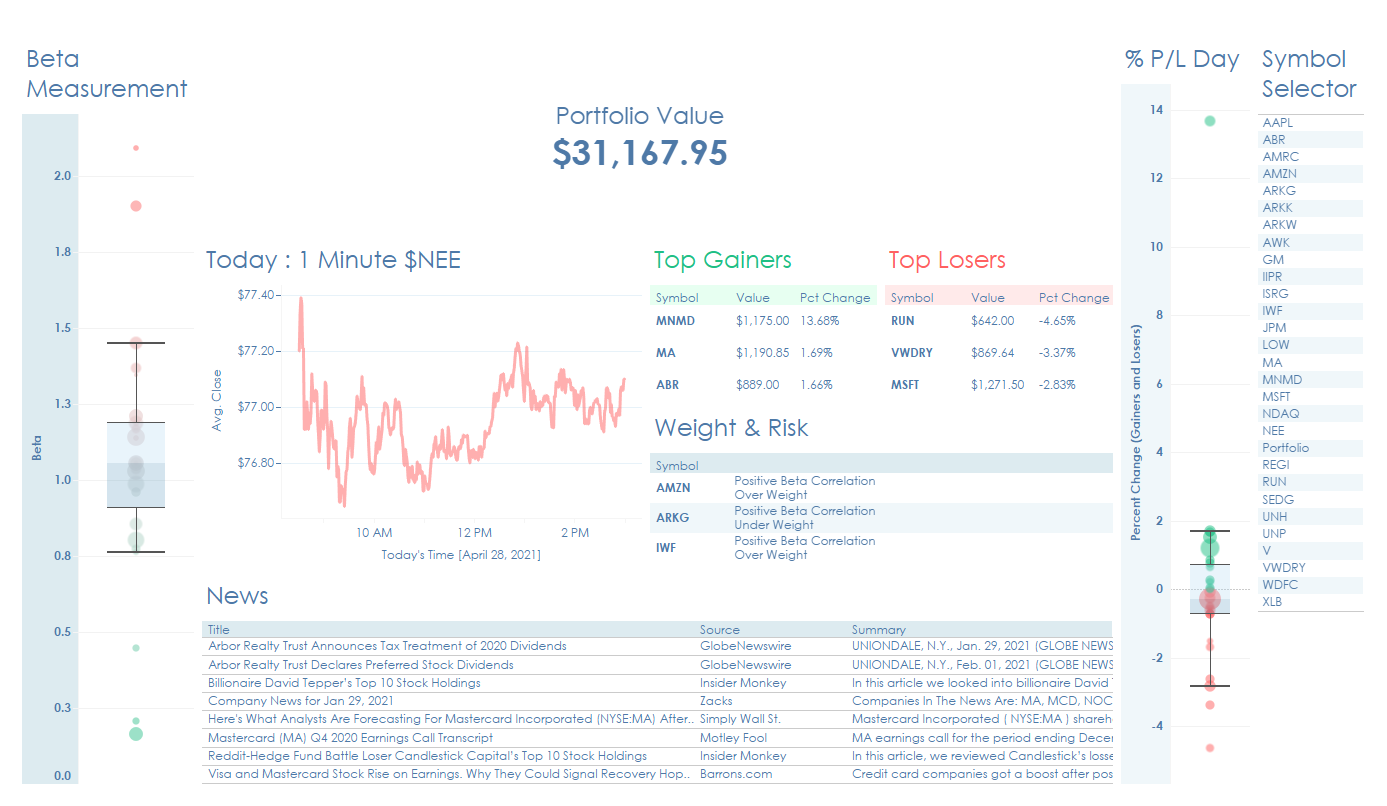 Beta
Measurement
Beta
2.0
1.8
1.5
1.3
1.0
0.8
0.5
0.3
0.0
Portfolio Value
$31,167.95
Today : 1 Minute $NEE
Avg. Close
$77.40
$77.20
$77.00
$76.80
10 AM 12 PM 2 PM
Today's Time [April 28, 2021]
Top Gainers
Symbol Value Pct Change
MNMD $1,175.00 13.68%
MA $1,190.85 1.69%
ABR $889.00 1.66%
Top Losers
Symbol Value Pct Change
RUN $642.00 -4.65%
VWDRY $869.64 -3.37%
MSFT $1,271.50 -2.83%
Weight & Risk
Symbol
AMZN Positive Beta Correlation
Over Weight
ARKG Positive Beta Correlation
Under Weight
IWF Positive Beta Correlation
Over Weight
News
Title Source Summary
Arbor Realty Trust Announces Tax Treatment of 2020 Dividends GlobeNewswire UNIONDALE, N.Y., Jan. 29, 2021 (GLOBE NEWS
Arbor Realty Trust Declares Preferred Stock Dividends GlobeNewswire UNIONDALE, N.Y., Feb. 01, 2021 (GLOBE NEWS
Billionaire David Tepper's Top 10 Stock Holdings Insider Monkey In this article we looked into billionaire David
Company News for Jan 29, 2021 Zacks Companies In The News Are: MA, MCD, NOC
Here's What Analysts Are Forecasting For Mastercard Incorporated (NYSE:MA) After.. Simply Wall St. Mastercard Incorporated ( NYSE:MA ) shareh
Mastercard (MA) Q4 2020 Earnings Call Transcript Motley Fool MA earnings call for the period ending Decem
Reddit-Hedge Fund Battle Loser Candlestick Capital's Top 10 Stock Holdings Insider Monkey In this article, we reviewed Candlestick's losse
Visa and Mastercard Stock Rise on Earnings. Why They Could Signal Recovery Hop.. Barrons.com Credit card companies got a boost after pos
% P/L Day
Percent Change (Gainers and Losers)
14
12
10
8
6
4
2
0
-2
-4
Symbol
Selector
AAPL
ABR
AMRC
AMZN
ARKG
ARKK
ARKW
AWK
GM
IIPR
ISRG
IWF
JPM
LOW
MA
MNMD
MSFT
NDAQ
NEE
Portfolio
REGI
RUN
SEDG
UNH
UNP
V
VWDRY
WDFC
XLB